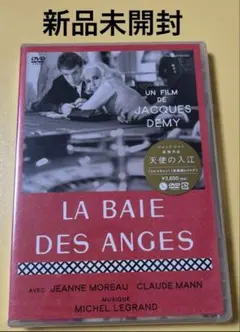 新品未開封
DVD
UN FILM
DE
JACQUES
DEMY
天使の入江
DVD
LA BAIE
DES ANGES
AVEC JEANNE MOREAU CLAUDE MANN
MUSIQUE
MICHEL LEGRAND